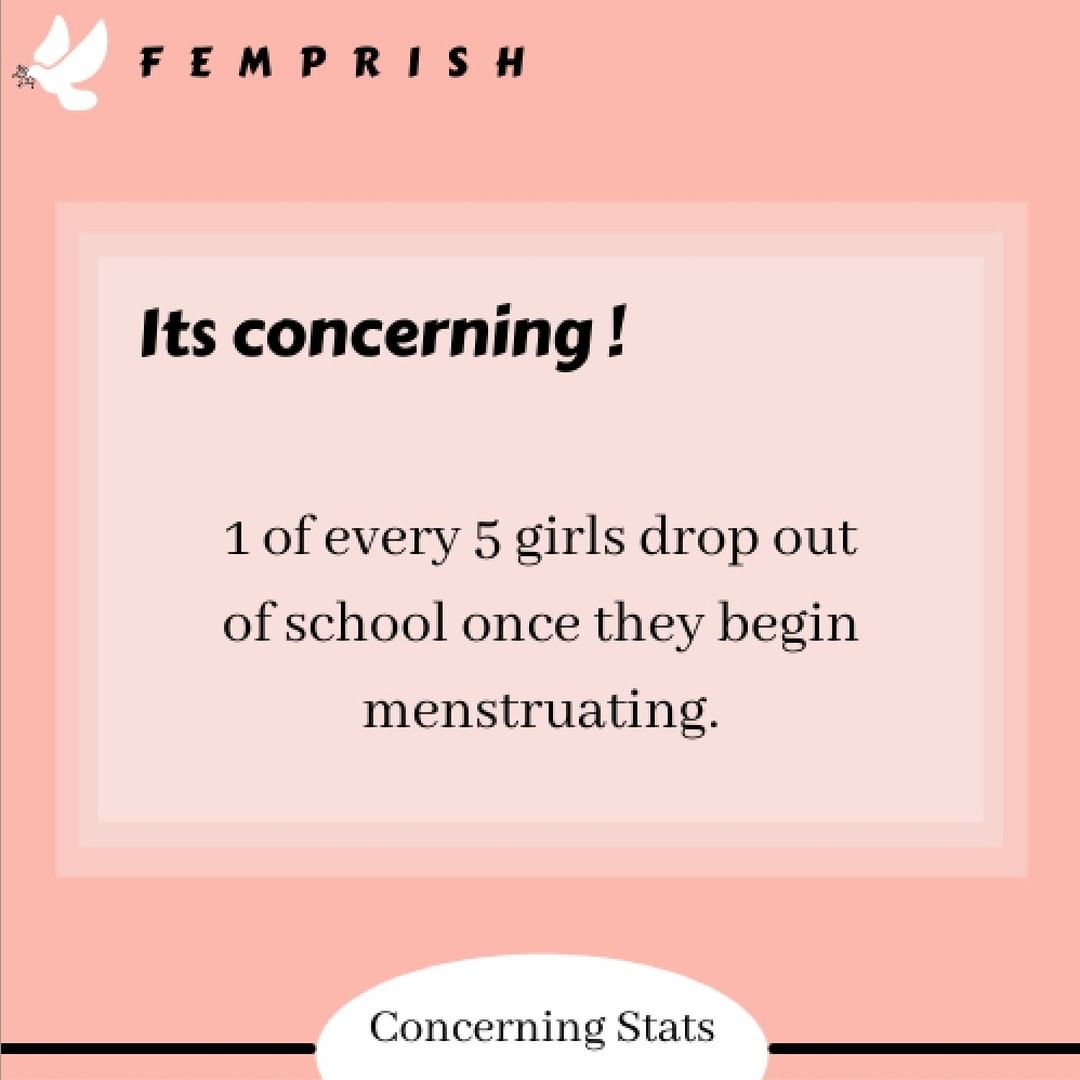 FEMPRISH
Its concerning !
1 of every 5 girls drop out
of school once they begin
menstruating.
Concerning Stats